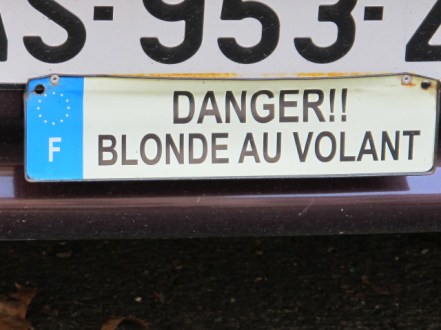 S-953-
DANGER!!
F
BLONDE AU VOLANT